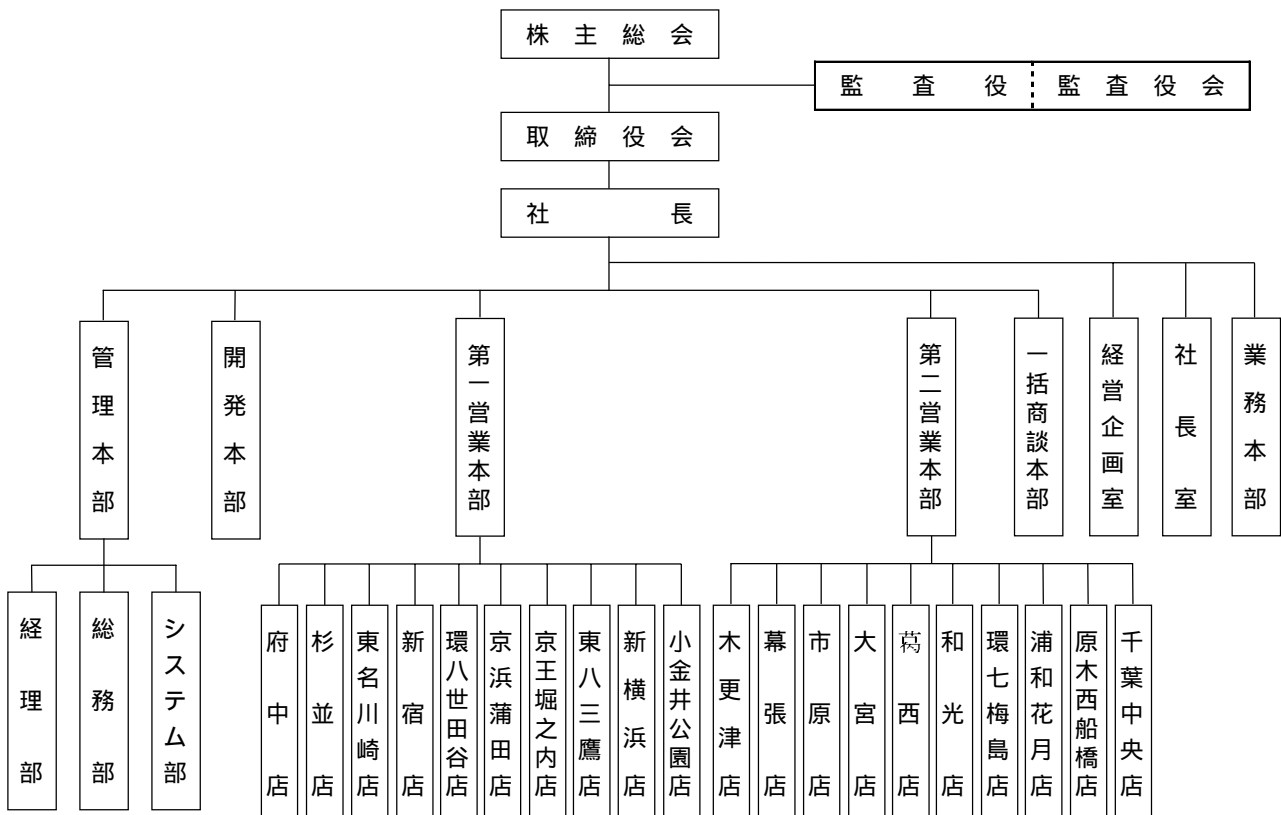 株主総会
監査役
監査役会
取締役会
社長
管理本部
開発本部
第一営業本部
第二営業本部
一括商談本部
経営企画室
社長室
業務本部
経理部
総務部
システム部
府中店
杉並店
東名川崎店
新宿店
環八世田谷店
京浜蒲田店
京王堀之内店
東八三鷹店
新横浜店
小金井公園店
木更津店
幕張店
市原店
大宮店
葛西店
和光店
環七梅島店
浦和花月店
原木西船橋店
千葉中央店